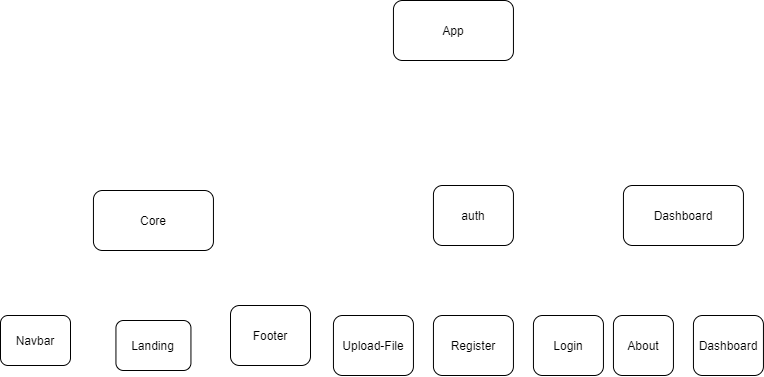 App
Core
auth
Dashboard
Navbar
Landing
Footer
Upload-File
Register
Login
About
Dashboard